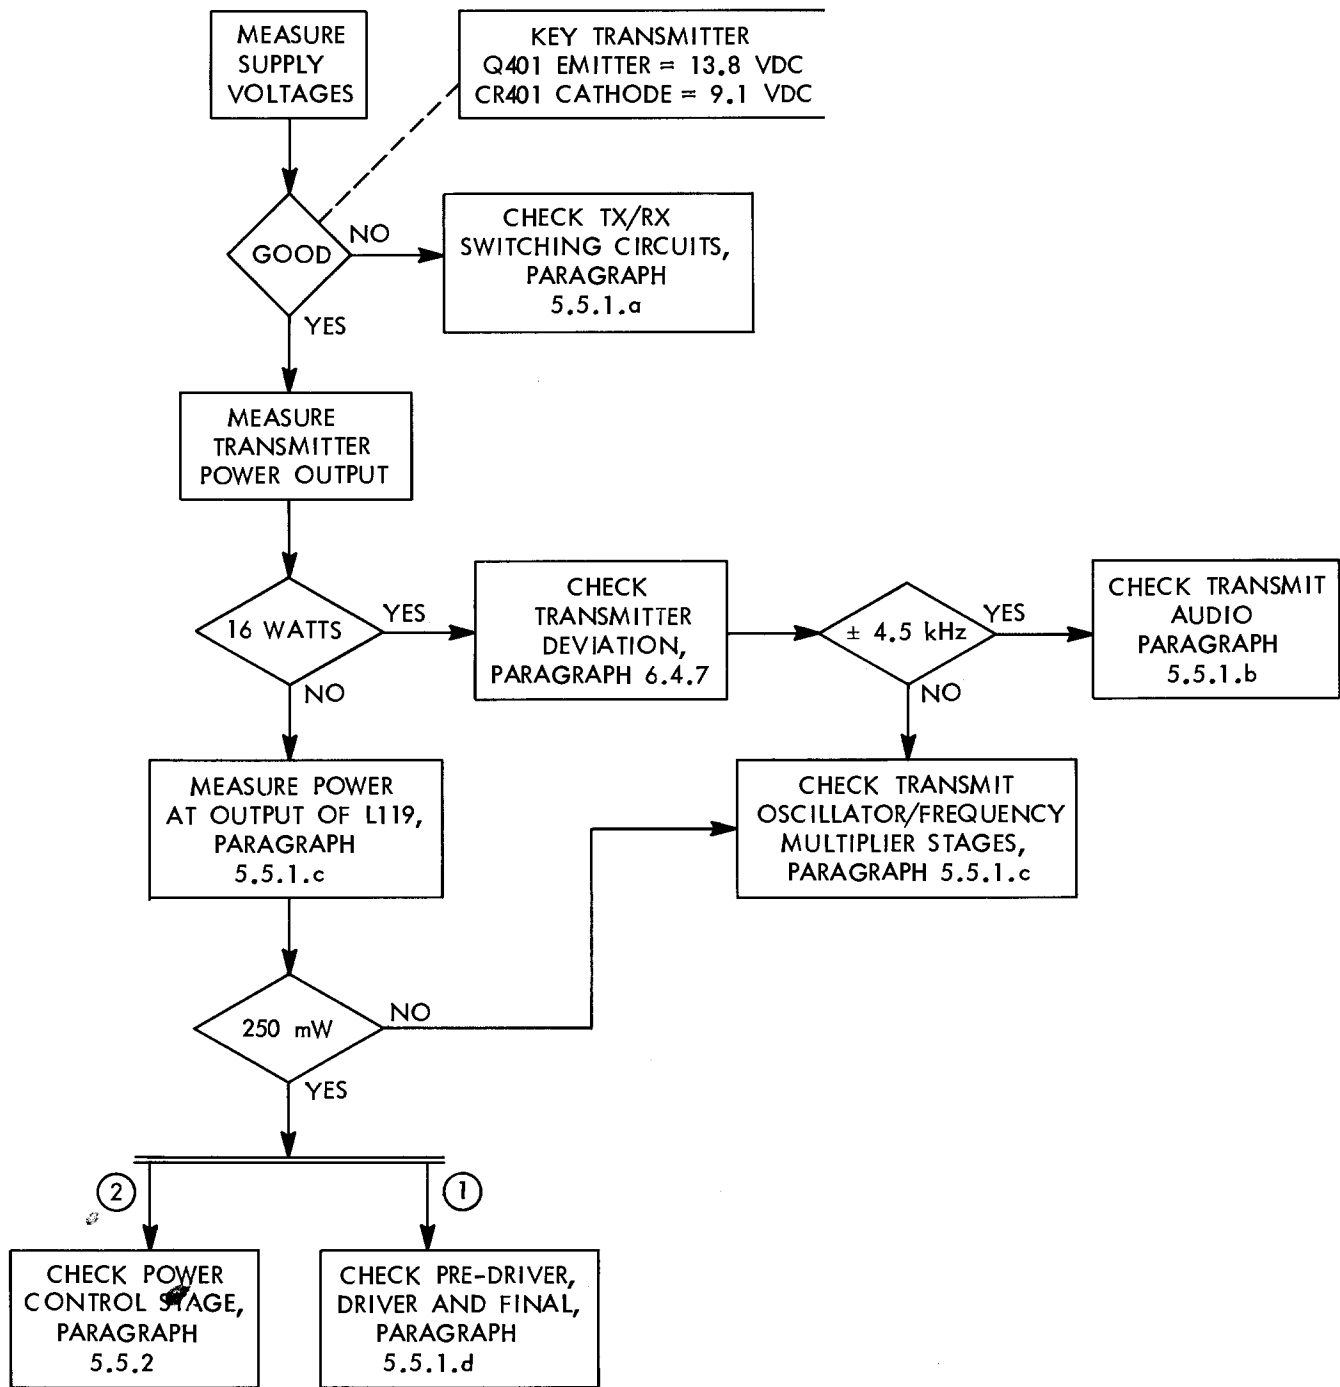 MEASURE
SUPPLY
VOLTAGES
KEY TRANSMITTER
Q401 EMITTER = 13.8 VDC
CR401 CATHODE = 9.1 VDC
GOOD
NO
CHECK TX/RX
SWITCHING CIRCUITS,
PARAGRAPH
5.5.1.a
YES
MEASURE
TRANSMITTER
POWER OUTPUT
16 WATTS
YES
CHECK
TRANSMITTER
DEVIATION,
PARAGRAPH 6.4.7
± 4.5 kHz
YES
CHECK TRANSMIT
AUDIO
PARAGRAPH
5.5.1.b
NO
NO
MEASURE POWER
AT OUTPUT OF L119,
PARAGRAPH
5.5.1.c
CHECK TRANSMIT
OSCILLATOR/FREQUENCY
MULTIPLIER STAGES,
PARAGRAPH 5.5.1.c
250 mW
NO
YES
2
1
CHECK POWER
CONTROL STAGE,
PARAGRAPH
5.5.2
CHECK PRE-DRIVER,
DRIVER AND FINAL,
PARAGRAPH
5.5.1.d